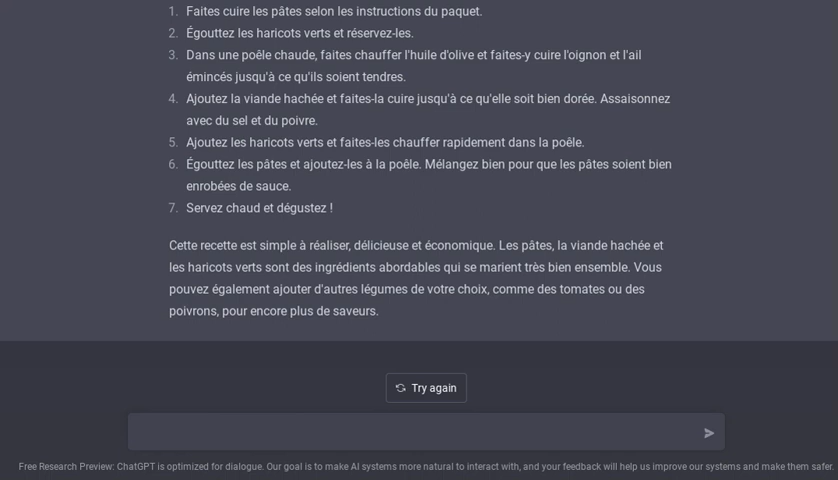 1. Faites cuire les pâtes selon les instructions du paquet.
2. Égouttez les haricots verts et réservez-les.
3. Dans une poêle chaude, faites chauffer l'huile d'olive et faites-y cuire l'oignon et l'ail
émincés jusqu'à ce qu'ils soient tendres.
4. Ajoutez la viande hachée et faites-la cuire jusqu'à ce qu'elle soit bien dorée. Assaisonnez
avec du sel et du poivre.
5. Ajoutez les haricots verts et faites-les chauffer rapidement dans la poêle.
6. Égouttez les pâtes et ajoutez-les à la poêle. Mélangez bien pour que les pâtes soient bien
enrobées de sauce.
7. Servez chaud et dégustez !
Cette recette est simple à réaliser, délicieuse et économique. Les pâtes, la viande hachée et
les haricots verts sont des ingrédients abordables qui se marient très bien ensemble. Vous
pouvez également ajouter d'autres légumes de votre choix, comme des tomates ou des
poivrons, pour encore plus de saveurs.
Try again
Free Research Preview: ChatGPT is optimized for dialogue. Our goal is to make AI systems more natural to interact with, and your feedback will help us improve our systems and make them safer.